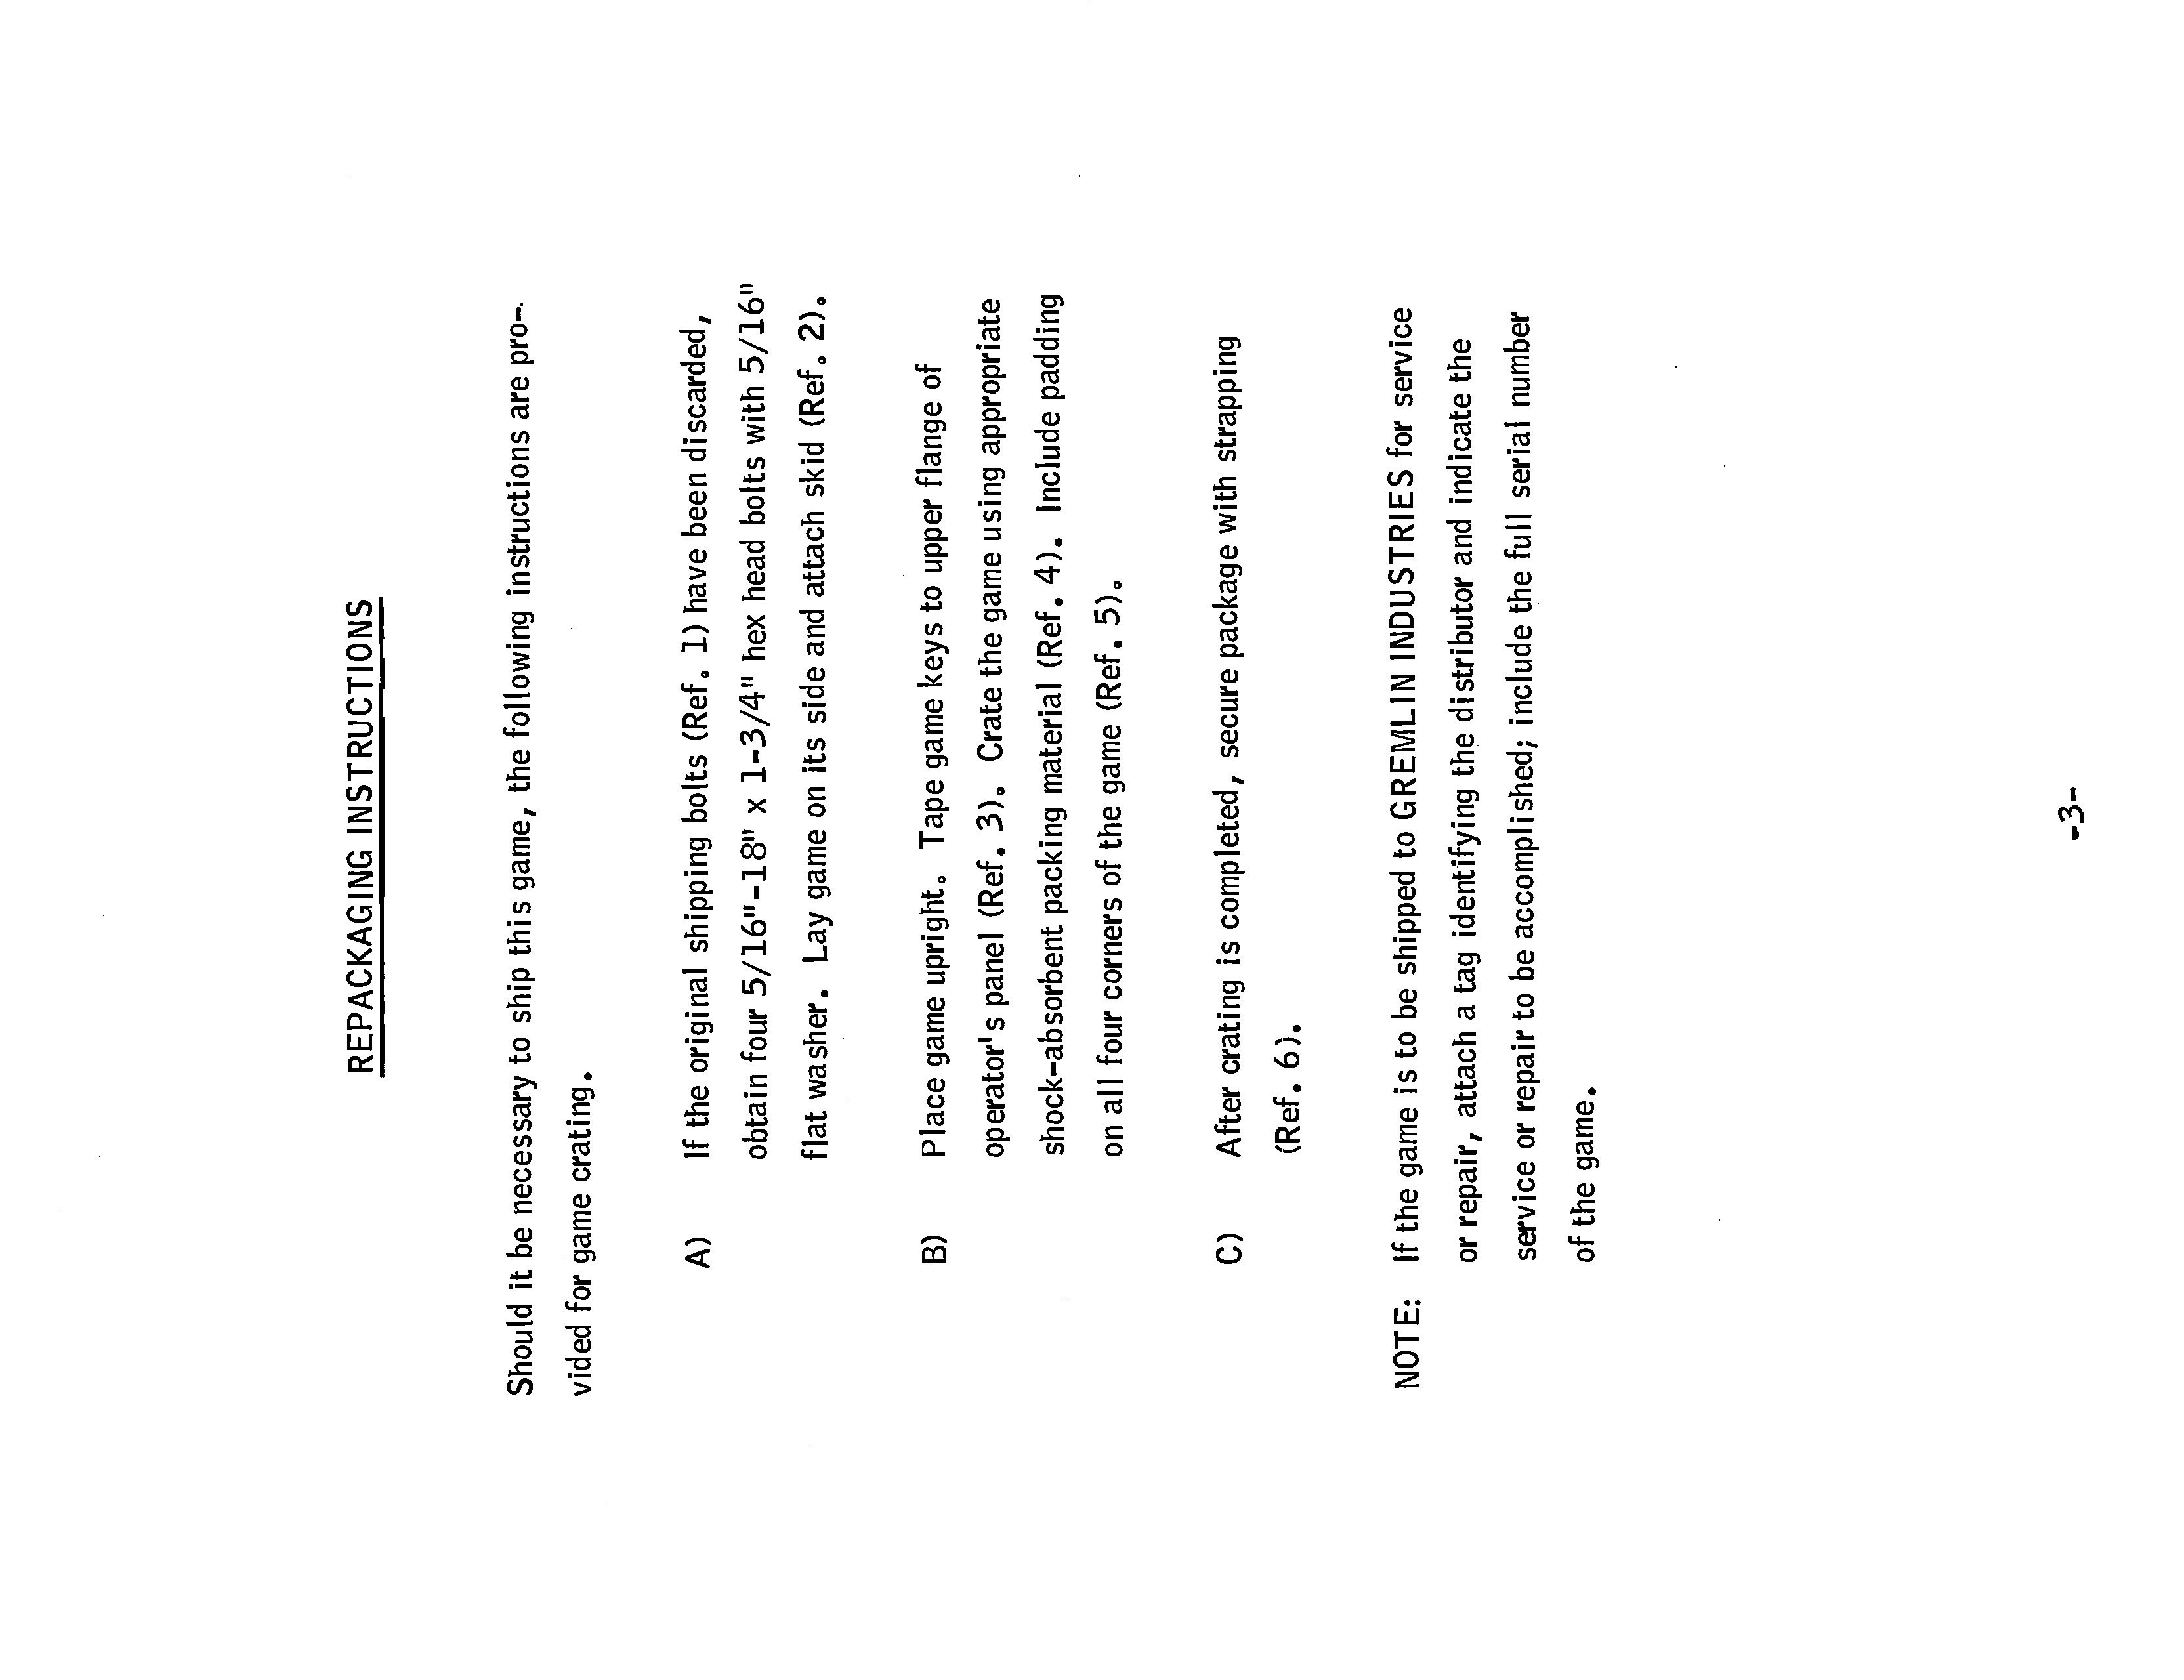 REPACKAGING INSTRUCTIONS
Should it be necessary to ship this game, the following instructions are pro-
vided for game crating.
A) If the original shipping bolts (Ref. 1) have been discarded,
obtain four 5/16"-18" x 1-3/4" hex head bolts with 5/16"
flat washer. Lay game on its side and attach skid (Ref. 2).
B) Place game upright. Tape game keys to upper flange of
operator's panel (Ref. 3). Crate the game using appropriate
shock-absorbent packing material (Ref. 4). Include padding
on all four corners of the game (Ref. 5).
C) After crating is completed, secure package with strapping
(Ref. 6).
NOTE: If the game is to be shipped to GREMLIN INDUSTRIES for service
or repair, attach a tag identifying the distributor and indicate the
service or repair to be accomplished; include the full serial number
of the game.
-3-